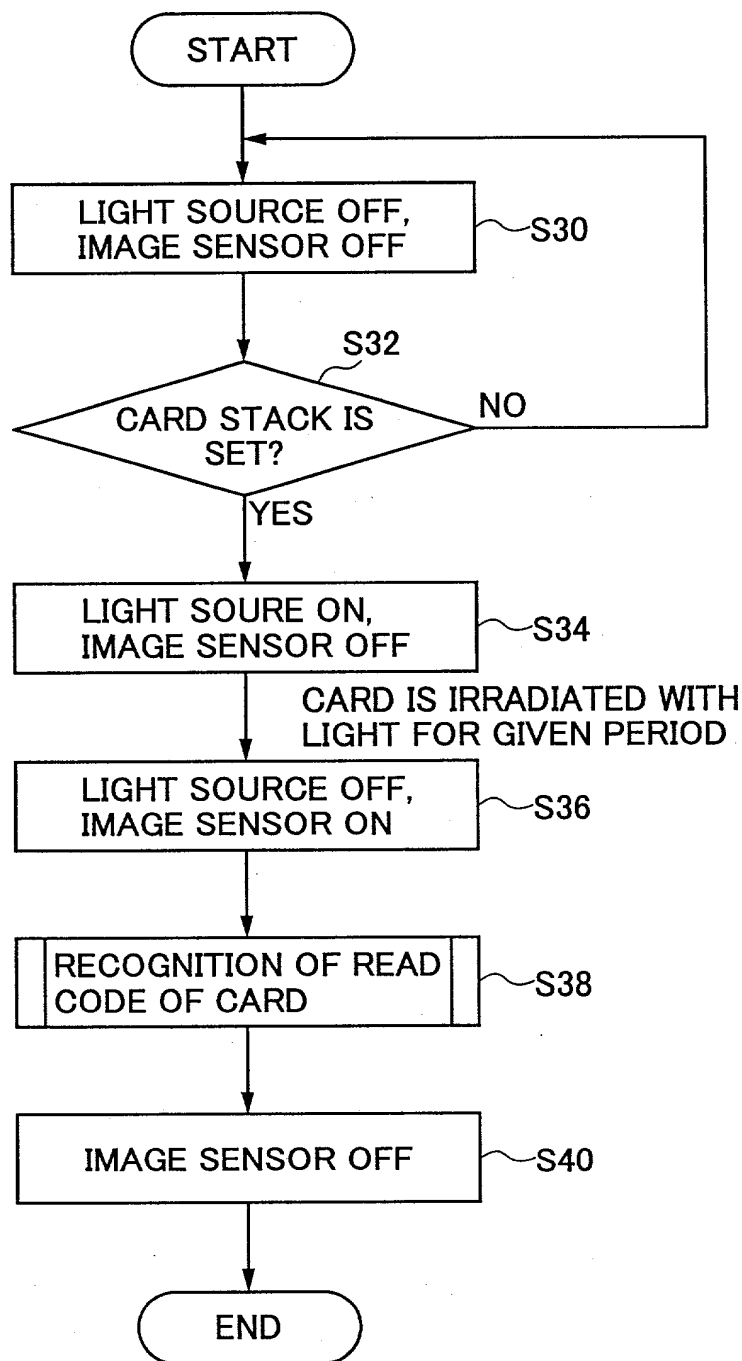 START
LIGHT SOURCE OFF,
IMAGE SENSOR OFF
S30
S32
CARD STACK IS
SET?
NO
YES
LIGHT SOURE ON,
IMAGE SENSOR OFF
S34
CARD IS IRRADIATED WITH
LIGHT FOR GIVEN PERIOD
LIGHT SOURCE OFF,
IMAGE SENSOR ON
S36
RECOGNITION OF READ
CODE OF CARD
S38
IMAGE SENSOR OFF
S40
END